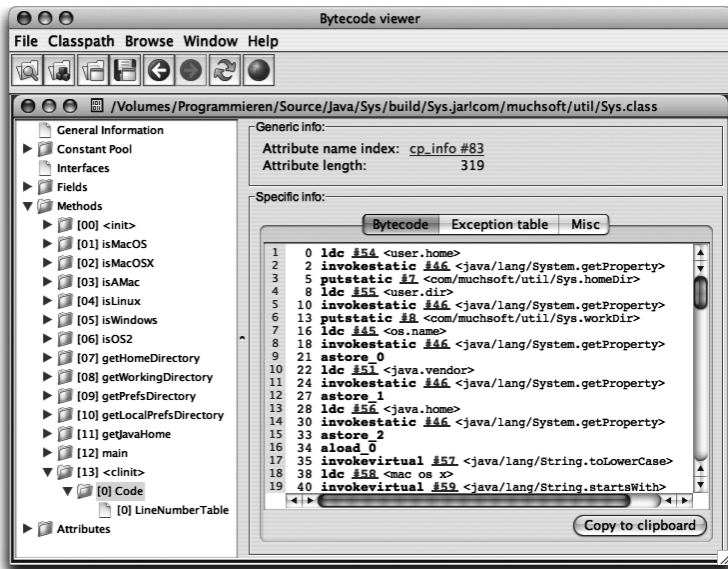 Bytecode viewer
File Classpath Browse Window Help
/Volumes/Programmieren/Source/Java/Sys/build/Sys.jar!com/muchsoft/util/Sys.class
General Information
Constant Pool
Interfaces
Fields
Methods
[00] <init>
[01] isMacOS
[02] isMacOSX
[03] isAMac
[04] isLinux
[05] isWindows
[06] isOS2
[07] getHomeDirectory
[08] getWorkingDirectory
[09] getPrefsDirectory
[10] getLocalPrefsDirectory
[11] getJavaHome
[12] main
[13] <clinit>
[0] Code
[0] LineNumberTable
Attributes
Generic info:
Attribute name index: cp_info #83
Attribute length: 319
Specific info:
Bytecode Exception table Misc
1 0 ldc #54 <user.home>
2 2 invokestatic #46 <java/lang/System.getProperty>
3 5 putstatic #7 <com/muchsoft/util/Sys.homeDir>
4 8 ldc #55 <user.dir>
5 10 invokestatic #46 <java/lang/System.getProperty>
6 13 putstatic #8 <com/muchsoft/util/Sys.workDir>
7 16 ldc #45 <os.name>
8 18 invokestatic #46 <java/lang/System.getProperty>
9 21 astore_0
10 22 ldc #51 <java.vendor>
11 24 invokestatic #46 <java/lang/System.getProperty>
12 27 astore_1
13 28 ldc #56 <java.home>
14 30 invokestatic #46 <java/lang/System.getProperty>
15 33 astore_2
16 34 aload_0
17 35 invokevirtual #57 <java/lang/String.toLowerCase>
18 38 ldc #58 <mac os x>
19 40 invokevirtual #59 <java/lang/String.startsWith>
Copy to clipboard